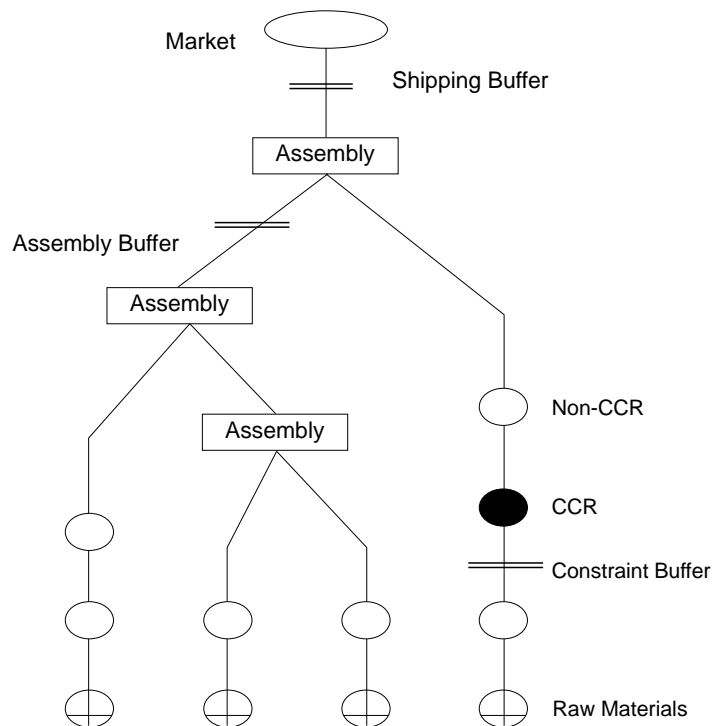 Market
Shipping Buffer
Assembly
Assembly Buffer
Assembly
Non-CCR
Assembly
CCR
Constraint Buffer
Raw Materials